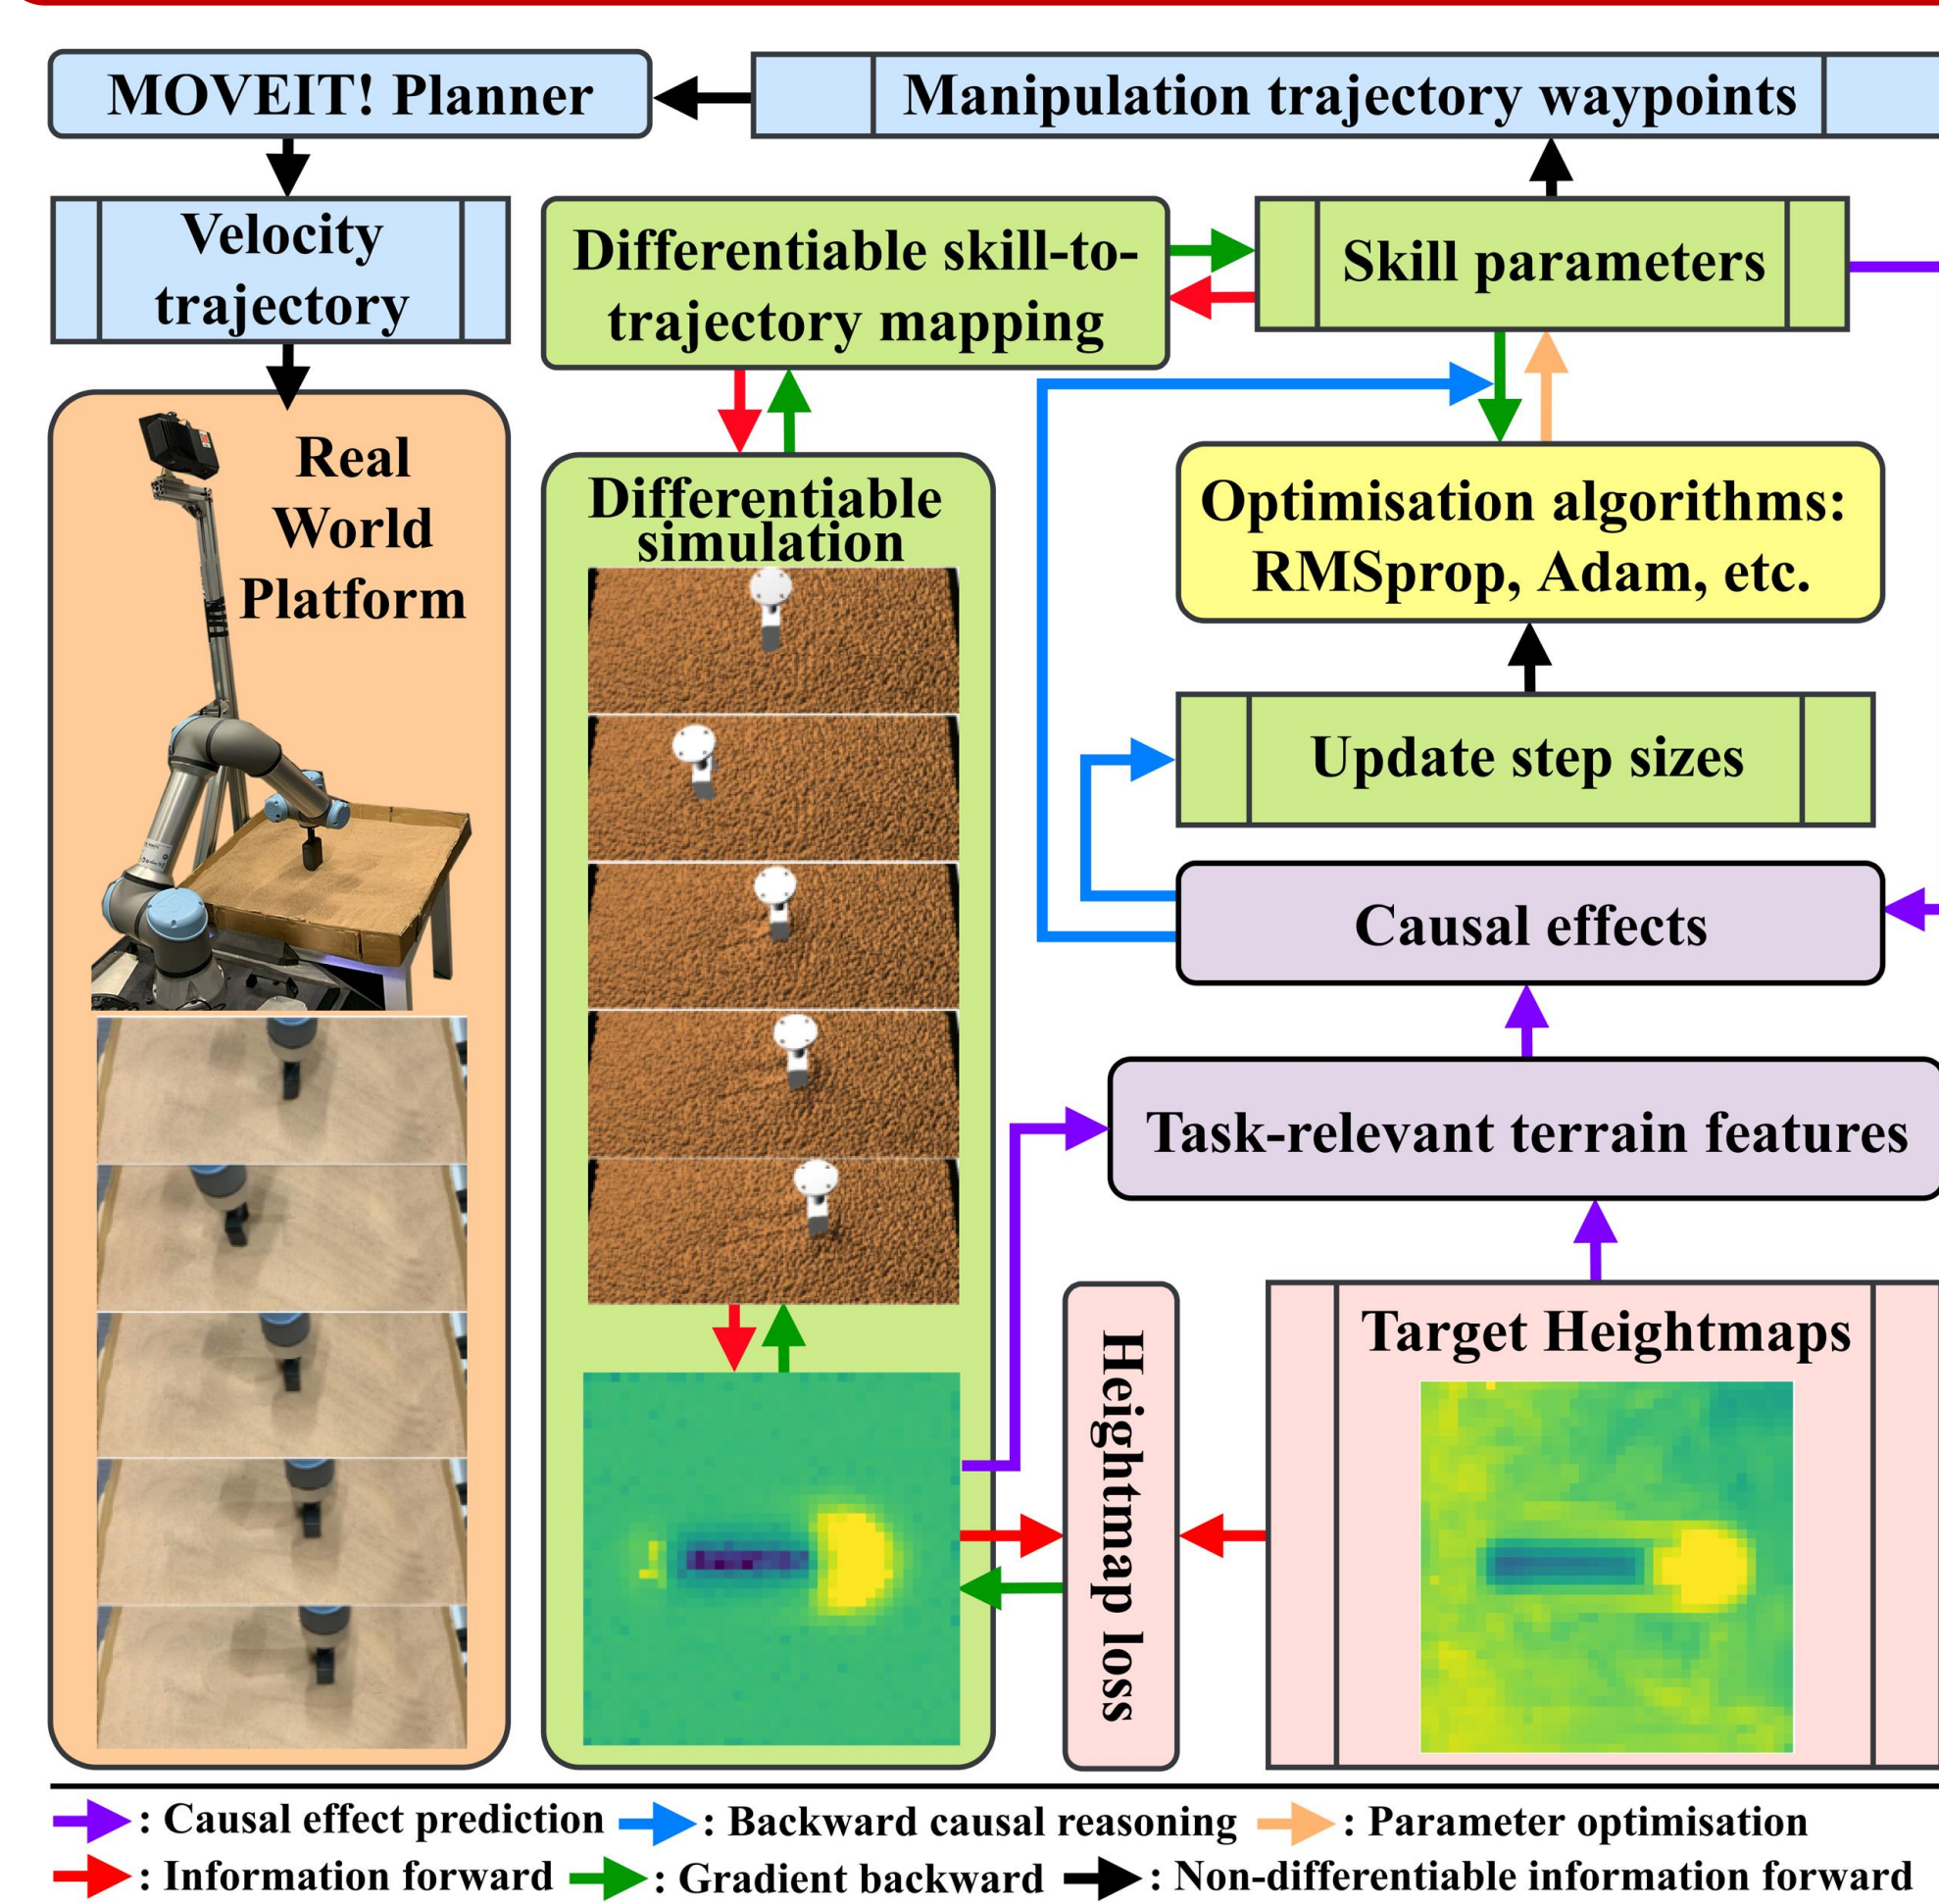 MOVEIT! Planner
Manipulation trajectory waypoints
Velocity
trajectory
Differentiable skill-to-
trajectory mapping
Skill parameters
Real
World
Platform
Differentiable
simulation
Optimisation algorithms:
RMSprop, Adam, etc.
Update step sizes
Causal effects
Task-relevant terrain features
Heightmap loss
Target Heightmaps
: Causal effect prediction
: Backward causal reasoning
: Parameter optimisation
: Information forward
: Gradient backward
: Non-differentiable information forward